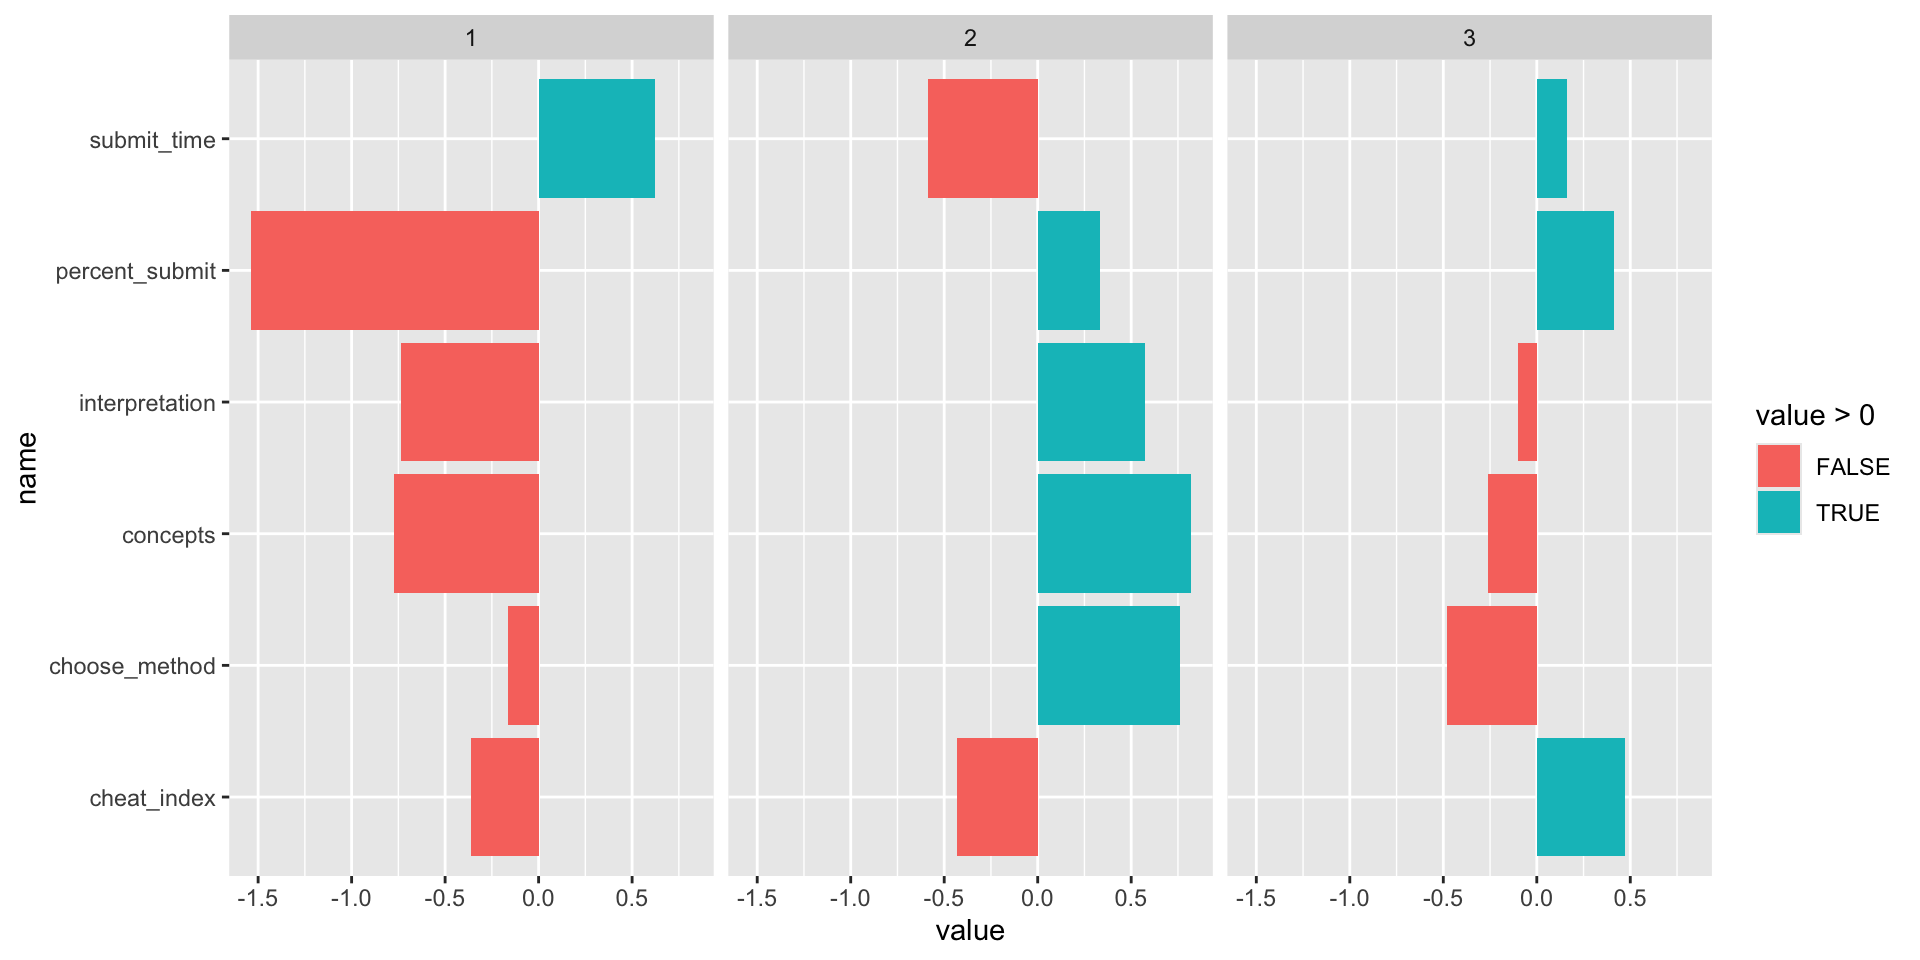 1 2 3
submit_time
percent_submit
interpretation
concepts
choose_method
cheat_index
name
-1.5 -1.0 -0.5 0.0 0.5 -1.5 -1.0 -0.5 0.0 0.5 -1.5 -1.0 -0.5 0.0 0.5
value
value > 0
FALSE
TRUE